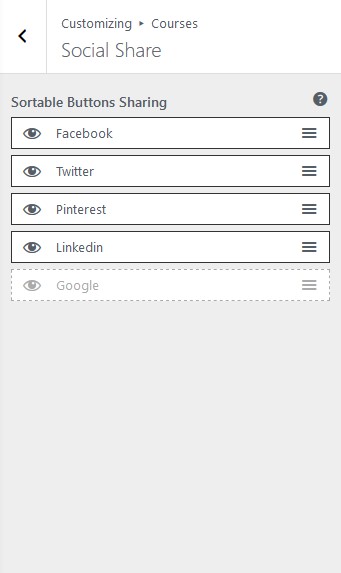 Customizing ▸ Courses
Social Share
Sortable Buttons Sharing
Facebook
Twitter
Pinterest
Linkedin
Google